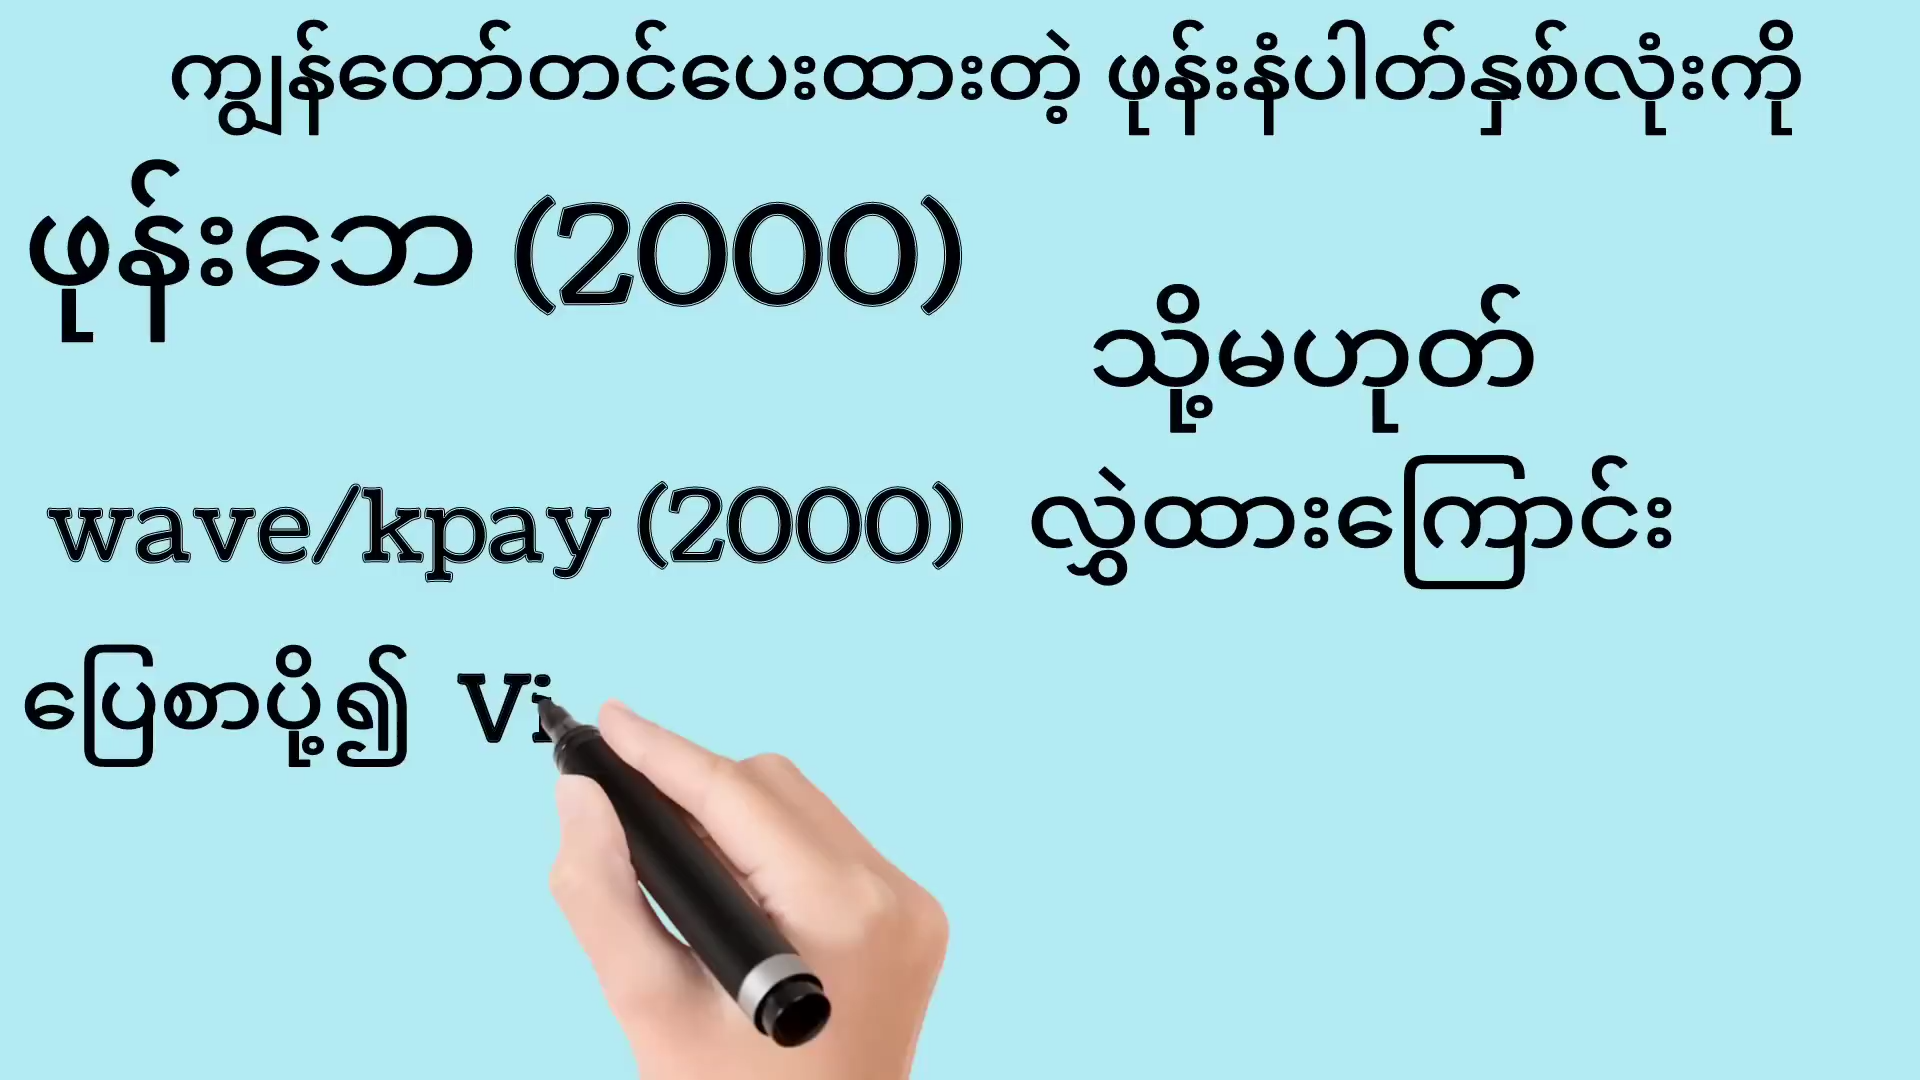 ကျွန်တော်တင်ပေးထားတဲ့ ဖုန်းနံပါတ်နှစ်လုံးကို
ဖုန်းဘေ (2000)
သို့မဟုတ်
wave/kpay (2000) လွှဲထားကြောင်း
ပြေစာပို့၍ Vi